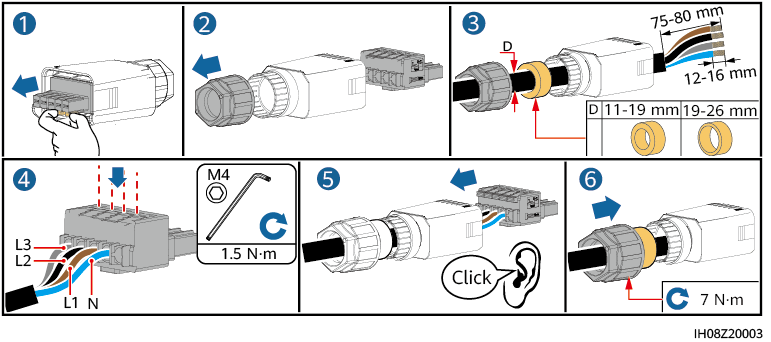 1
2
3
D
75-80 mm
12-16 mm
D 11-19 mm 19-26 mm
4
L3
L2
L1 N
M4
1.5 N·m
5
Click
6
7 N·m
IH08Z20003